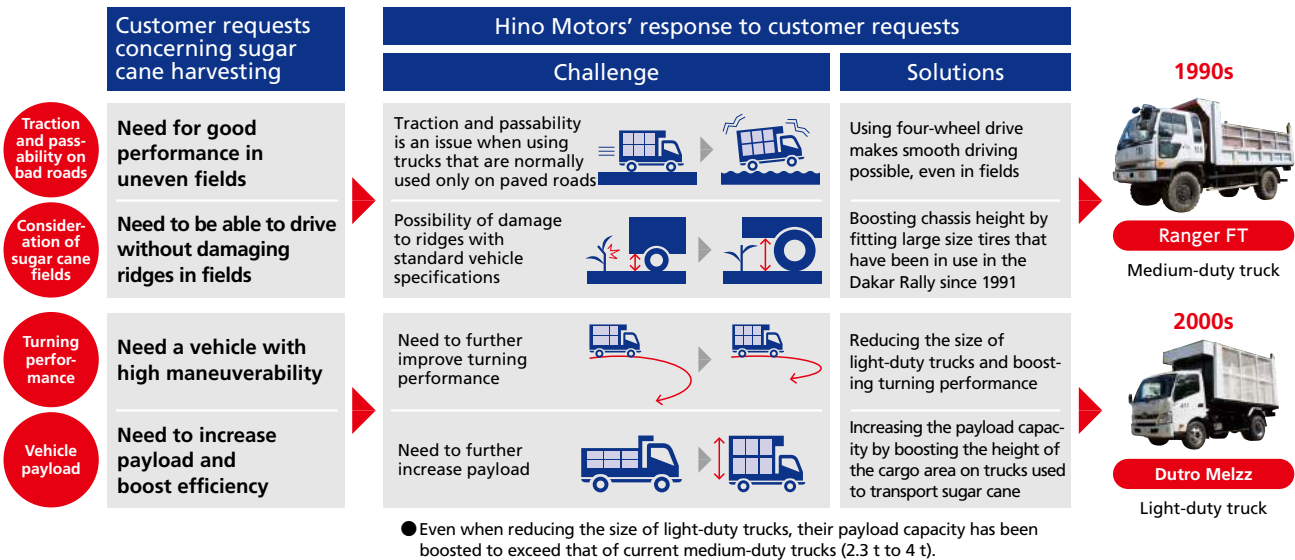 Customer requests
concerning sugar
cane harvesting
Hino Motors’ response to customer requests
Challenge
Solutions
Traction
and pass-
ability on
bad roads
Need for good
performance in
uneven fields
Traction and passability
is an issue when using
trucks that are normally
used only on paved roads
Using four-wheel drive
makes smooth driving
possible, even in fields
Consider-
ation of
sugar cane
fields
Need to be able to drive
without damaging
ridges in fields
Possibility of damage
to ridges with
standard vehicle
specifications
Boosting chassis height by
fitting large size tires that
have been in use in the
Dakar Rally since 1991
1990s
Ranger FT
Medium-duty truck
Turning
perfor-
mance
Need a vehicle with
high maneuverability
Need to further
improve turning
performance
Reducing the size of
light-duty trucks and boost-
ing turning performance
Vehicle
payload
Need to increase
payload and
boost efficiency
Need to further
increase payload
Increasing the payload capac-
ity by boosting the height of
the cargo area on trucks used
to transport sugar cane
2000s
Dutro Melzz
Light-duty truck
●Even when reducing the size of light-duty trucks, their payload capacity has been
boosted to exceed that of current medium-duty trucks (2.3 t to 4 t).